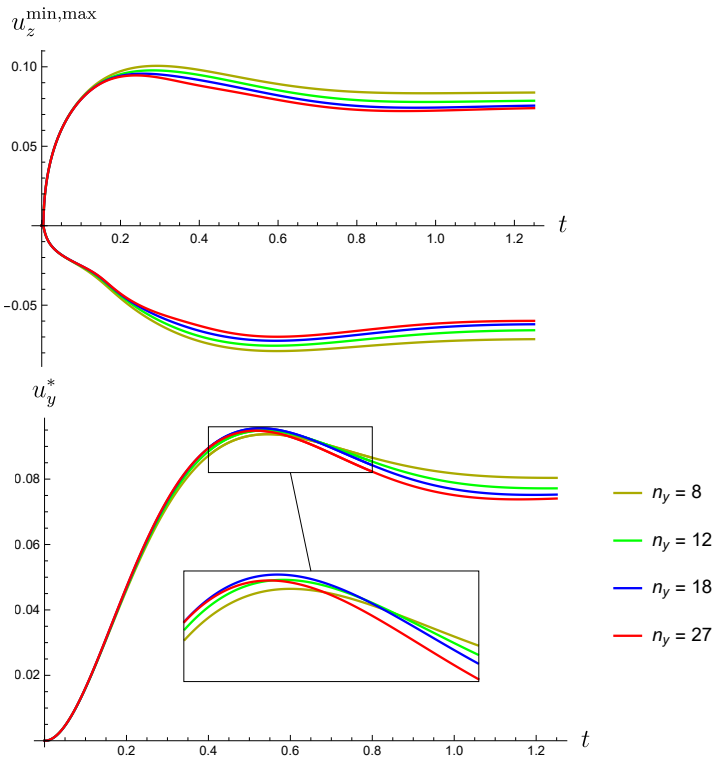 u_z^{min,max}
0.10
0.05
0.2 0.4 0.6 0.8 1.0 1.2 t
-0.05
u_y^*
0.08
n_y = 8
n_y = 12
0.06
n_y = 18
0.04
n_y = 27
0.02
0.2 0.4 0.6 0.8 1.0 1.2 t